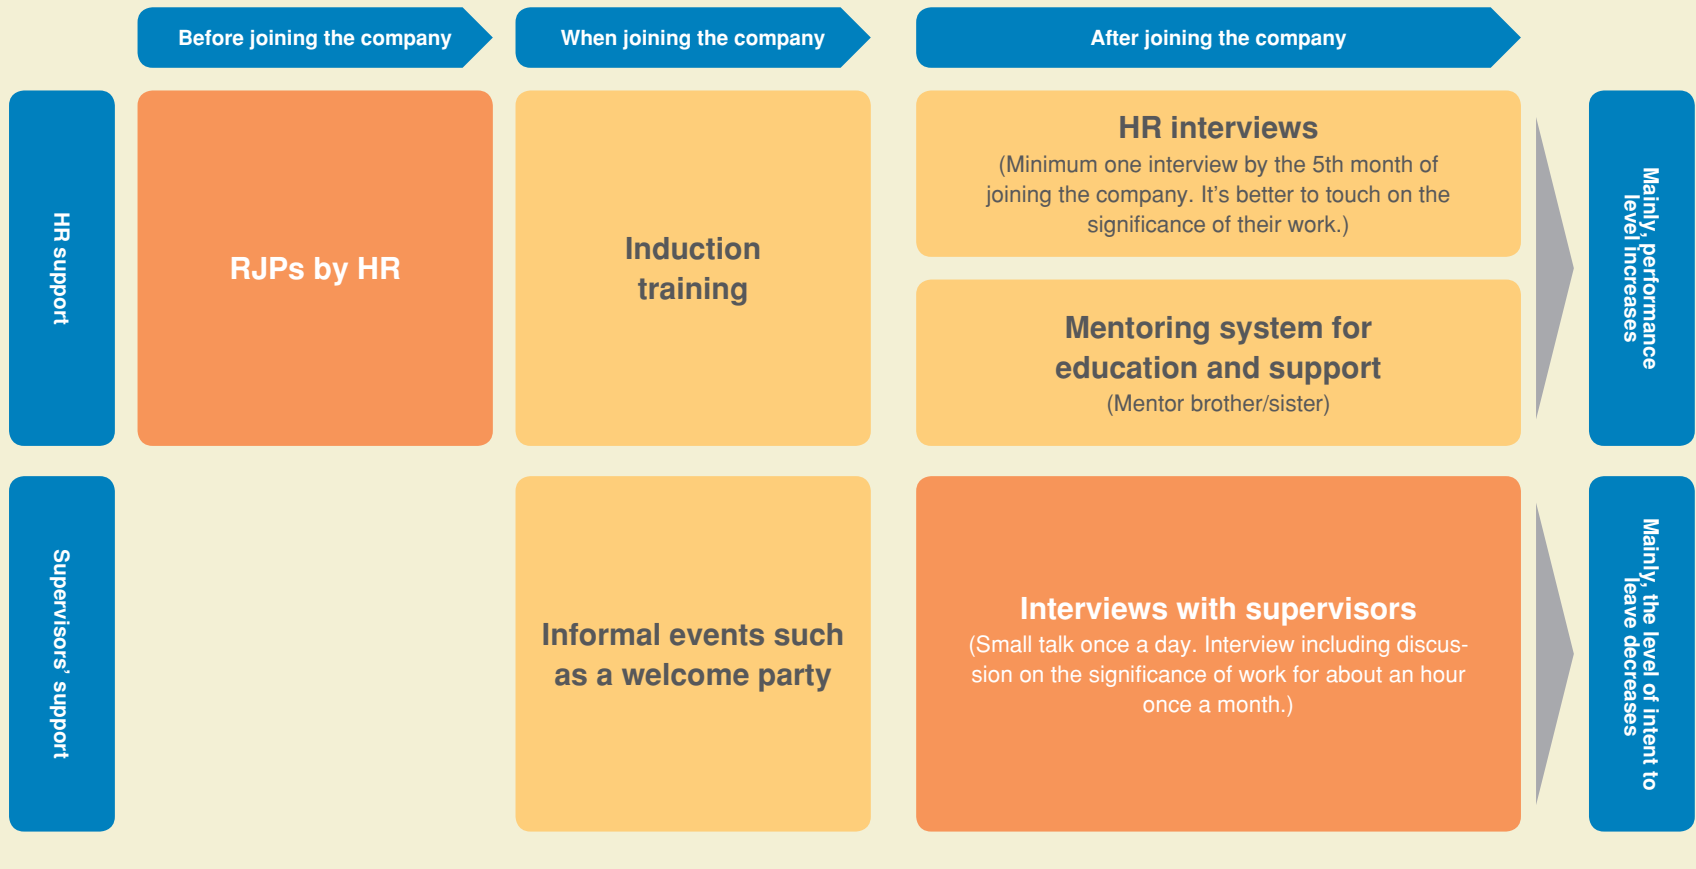 Before joining the company
When joining the company
After joining the company
HR support
RJPs by HR
Induction
training
HR interviews
(Minimum one interview by the 5th month of
joining the company. It’s better to touch on the
significance of their work.)
Mentoring system for
education and support
(Mentor brother/sister)
Mainly, performance
level increases
Supervisors’ support
Informal events such
as a welcome party
Interviews with supervisors
(Small talk once a day. Interview including discus-
sion on the significance of work for about an hour
once a month.)
Mainly, the level of intent to
leave decreases